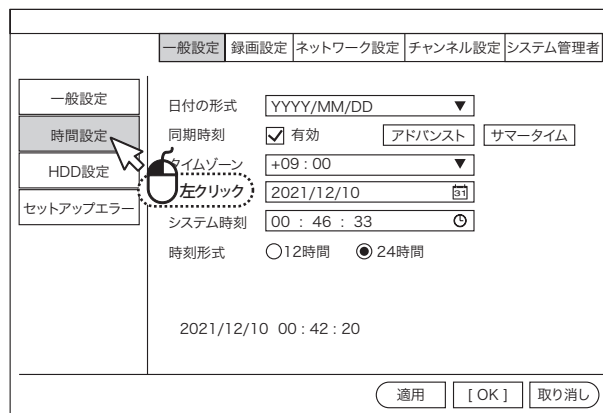 一般設定 録画設定 ネットワーク設定 チャンネル設定 システム管理者
一般設定
時間設定
HDD設定
セットアップエラー
日付の形式 YYYY/MM/DD ▼
同期時刻 有効 アドバンスト サマータイム
タイムゾーン +09 : 00 ▼
左クリック 2021/12/10 31
システム時刻 00 : 46 : 33
時刻形式 12時間 24時間
2021/12/10 00 : 42 : 20
適用 [ OK ] 取り消し